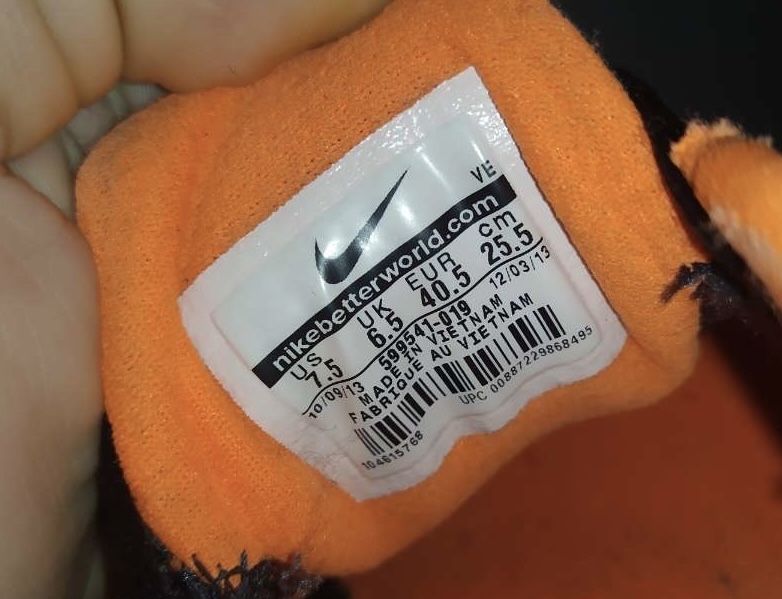 VE
nikebetterworld.com
US UK EUR cm
7.5 6.5 40.5 25.5
10/09/13 599541-019 12/03/13
MADE IN VIETNAM
FABRIQUE AU VIETNAM
104615768 UPC 00887229868495